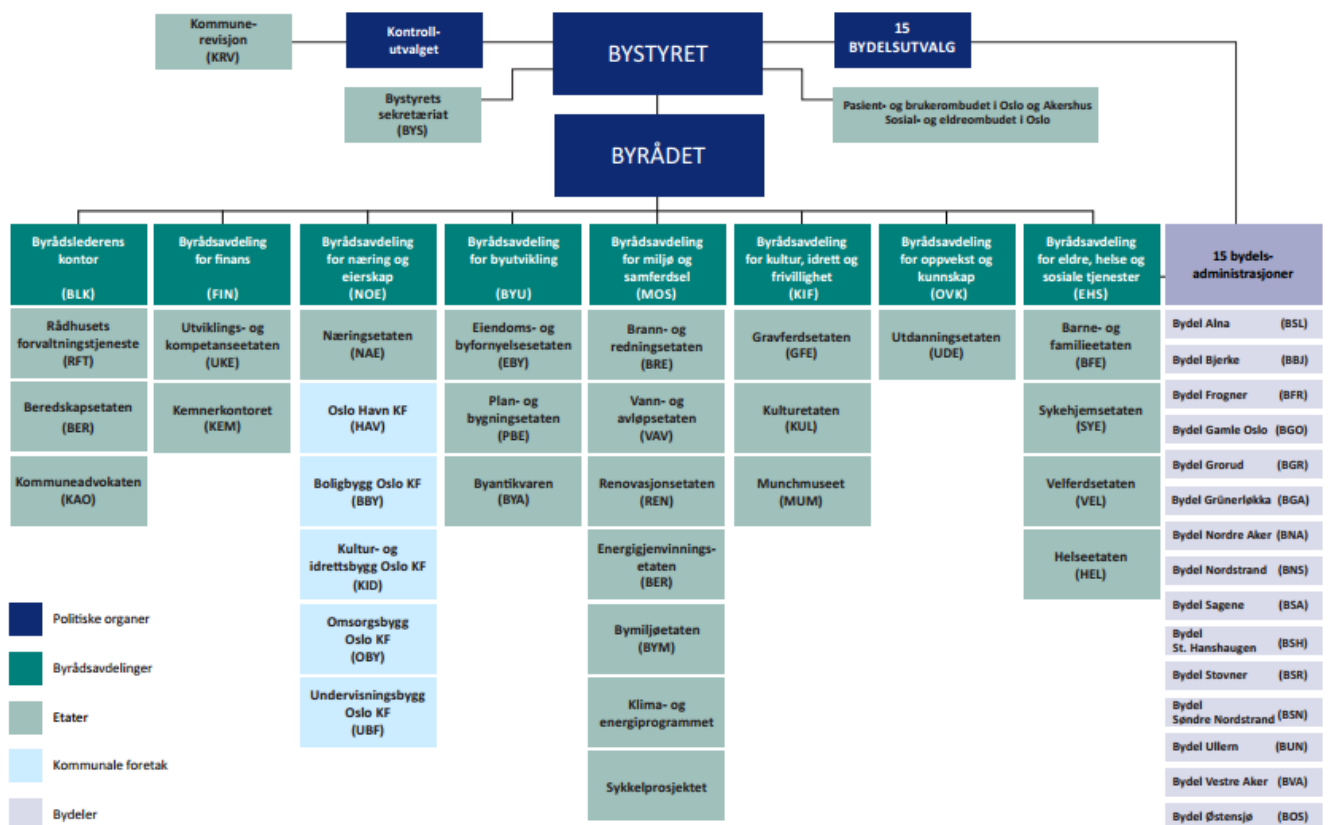 Kommune-
revisjon
(KRV)
Kontroll-
utvalget
BYSTYRET
15
BYDELSUTVALG
Bystyrets
sekretæriat
(BYS)
Pasient- og brukerombudet i Oslo og Akershus
Sosial- og eldreombudet i Oslo
BYRÅDET
Byrådslederens
kontor
(BLK)
Rådhusets
forvaltningstjeneste
(RFT)
Beredskapsetaten
(BER)
Kommuneadvokaten
(KAO)
Byrådsavdeling
for finans
(FIN)
Utviklings- og
kompetanseetaten
(UKE)
Kemnerkontoret
(KEM)
Byrådsavdeling
for næring og
eierskap
(NOE)
Næringsetaten
(NAE)
Oslo Havn KF
(HAV)
Boligbygg Oslo KF
(BBY)
Kultur- og
idrettsbygg Oslo KF
(KID)
Omsorgsbygg
Oslo KF
(OBY)
Undervisningsbygg
Oslo KF
(UBF)
Byrådsavdeling
for byutvikling
(BYU)
Eiendoms- og
byfornyelsesetaten
(EBY)
Plan- og
bygningsetaten
(PBE)
Byantikvaren
(BYA)
Byrådsavdeling
for miljø og
samferdsel
(MOS)
Brann- og
redningsetaten
(BRE)
Vann- og
avløpsetaten
(VAV)
Renovasjonsetaten
(REN)
Energigjenvinnings-
etaten
(BER)
Bymiljøetaten
(BYM)
Klima- og
energiprogrammet
Sykkelprosjektet
Byrådsavdeling
for kultur, idrett og
frivillighet
(KIF)
Gravferdsetaten
(GFE)
Kulturetaten
(KUL)
Munchmuseet
(MUM)
Byrådsavdeling
for oppvekst og
kunnskap
(OVK)
Utdanningsetaten
(UDE)
Byrådsavdeling
for eldre, helse og
sosiale tjenester
(EHS)
Barne- og
familieetaten
(BFE)
Sykehjemsetaten
(SYE)
Velferdsetaten
(VEL)
Helseetaten
(HEL)
15 bydels-
administrasjoner
Bydel Alna (BSL)
Bydel Bjerke (BBJ)
Bydel Frogner (BFR)
Bydel Gamle Oslo (BGO)
Bydel Grorud (BGR)
Bydel Grünerløkka (BGA)
Bydel Nordre Aker (BNA)
Bydel Nordstrand (BNS)
Bydel Sagene (BSA)
Bydel
St. Hanshaugen (BSH)
Bydel Stovner (BSR)
Bydel
Søndre Nordstrand (BSN)
Bydel Ullern (BUN)
Bydel Vestre Aker (BVA)
Bydel Østensjø (BOS)
Politiske organer
Byrådsavdelinger
Etater
Kommunale foretak
Bydeler